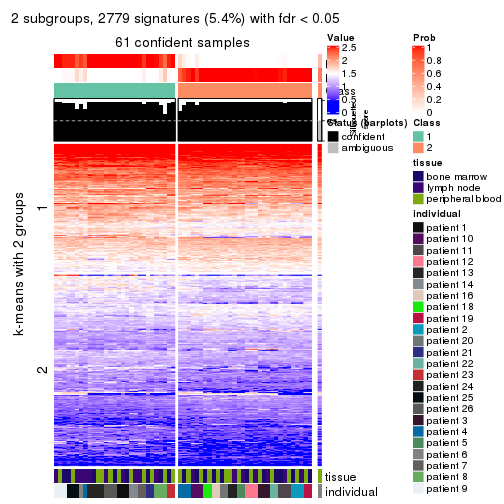 2 subgroups, 2779 signatures (5.4%) with fdr < 0.05
61 confident samples
k-means with 2 groups
1
2
Value
2.5
2
1.5
1
0.5
0
Status (barplots)
confident
ambiguous
Silhouette
score
Prob
1
0.8
0.6
0.4
0.2
0
Class
1
2
tissue
bone marrow
lymph node
peripheral blood
individual
patient 1
patient 10
patient 11
patient 12
patient 13
patient 14
patient 16
patient 18
patient 19
patient 2
patient 20
patient 21
patient 22
patient 23
patient 24
patient 25
patient 26
patient 3
patient 4
patient 5
patient 6
patient 7
patient 8
patient 9
tissue
individual